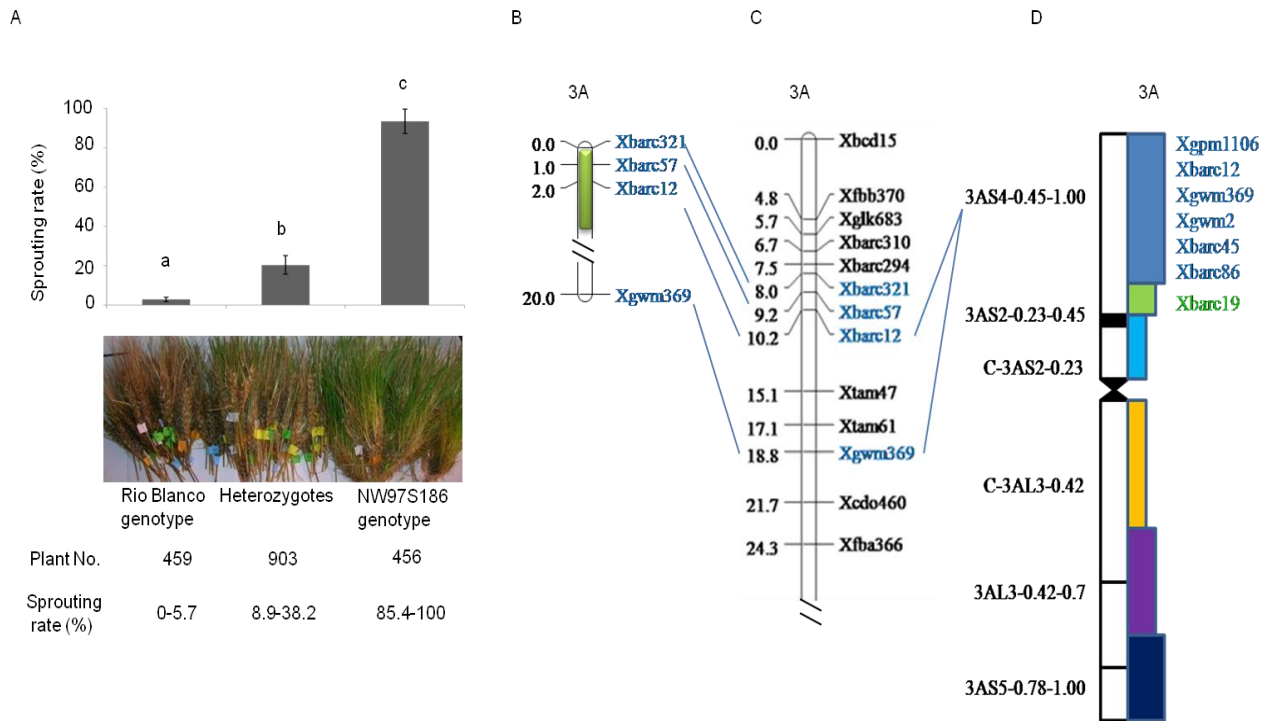 A
B
C
D
Sprouting rate (%)
100
80
60
40
20
0
a
b
c
Rio Blanco genotype
Heterozygotes
NW97S186 genotype
Plant No.
459
903
456
Sprouting rate (%)
0-5.7
8.9-38.2
85.4-100
3A
0.0 Xbarc321
1.0 Xbarc57
2.0 Xbarc12
20.0 Xgwm369
3A
0.0 Xbcd15
4.8 Xfbb370
5.7 Xglk683
6.7 Xbarc310
7.5 Xbarc294
8.0 Xbarc321
9.2 Xbarc57
10.2 Xbarc12
15.1 Xtam47
17.1 Xtam61
18.8 Xgwm369
21.7 Xcdo460
24.3 Xfba366
3A
3AS4-0.45-1.00
3AS2-0.23-0.45
C-3AS2-0.23
C-3AL3-0.42
3AL3-0.42-0.7
3AS5-0.78-1.00
Xgpm1106
Xbarc12
Xgwm369
Xgwm2
Xbarc45
Xbarc86
Xbarc19